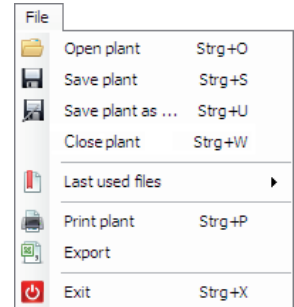 File
Open plant Strg+O
Save plant Strg+S
Save plant as ... Strg+U
Close plant Strg+W
Last used files
Print plant Strg+P
Export
Exit Strg+X